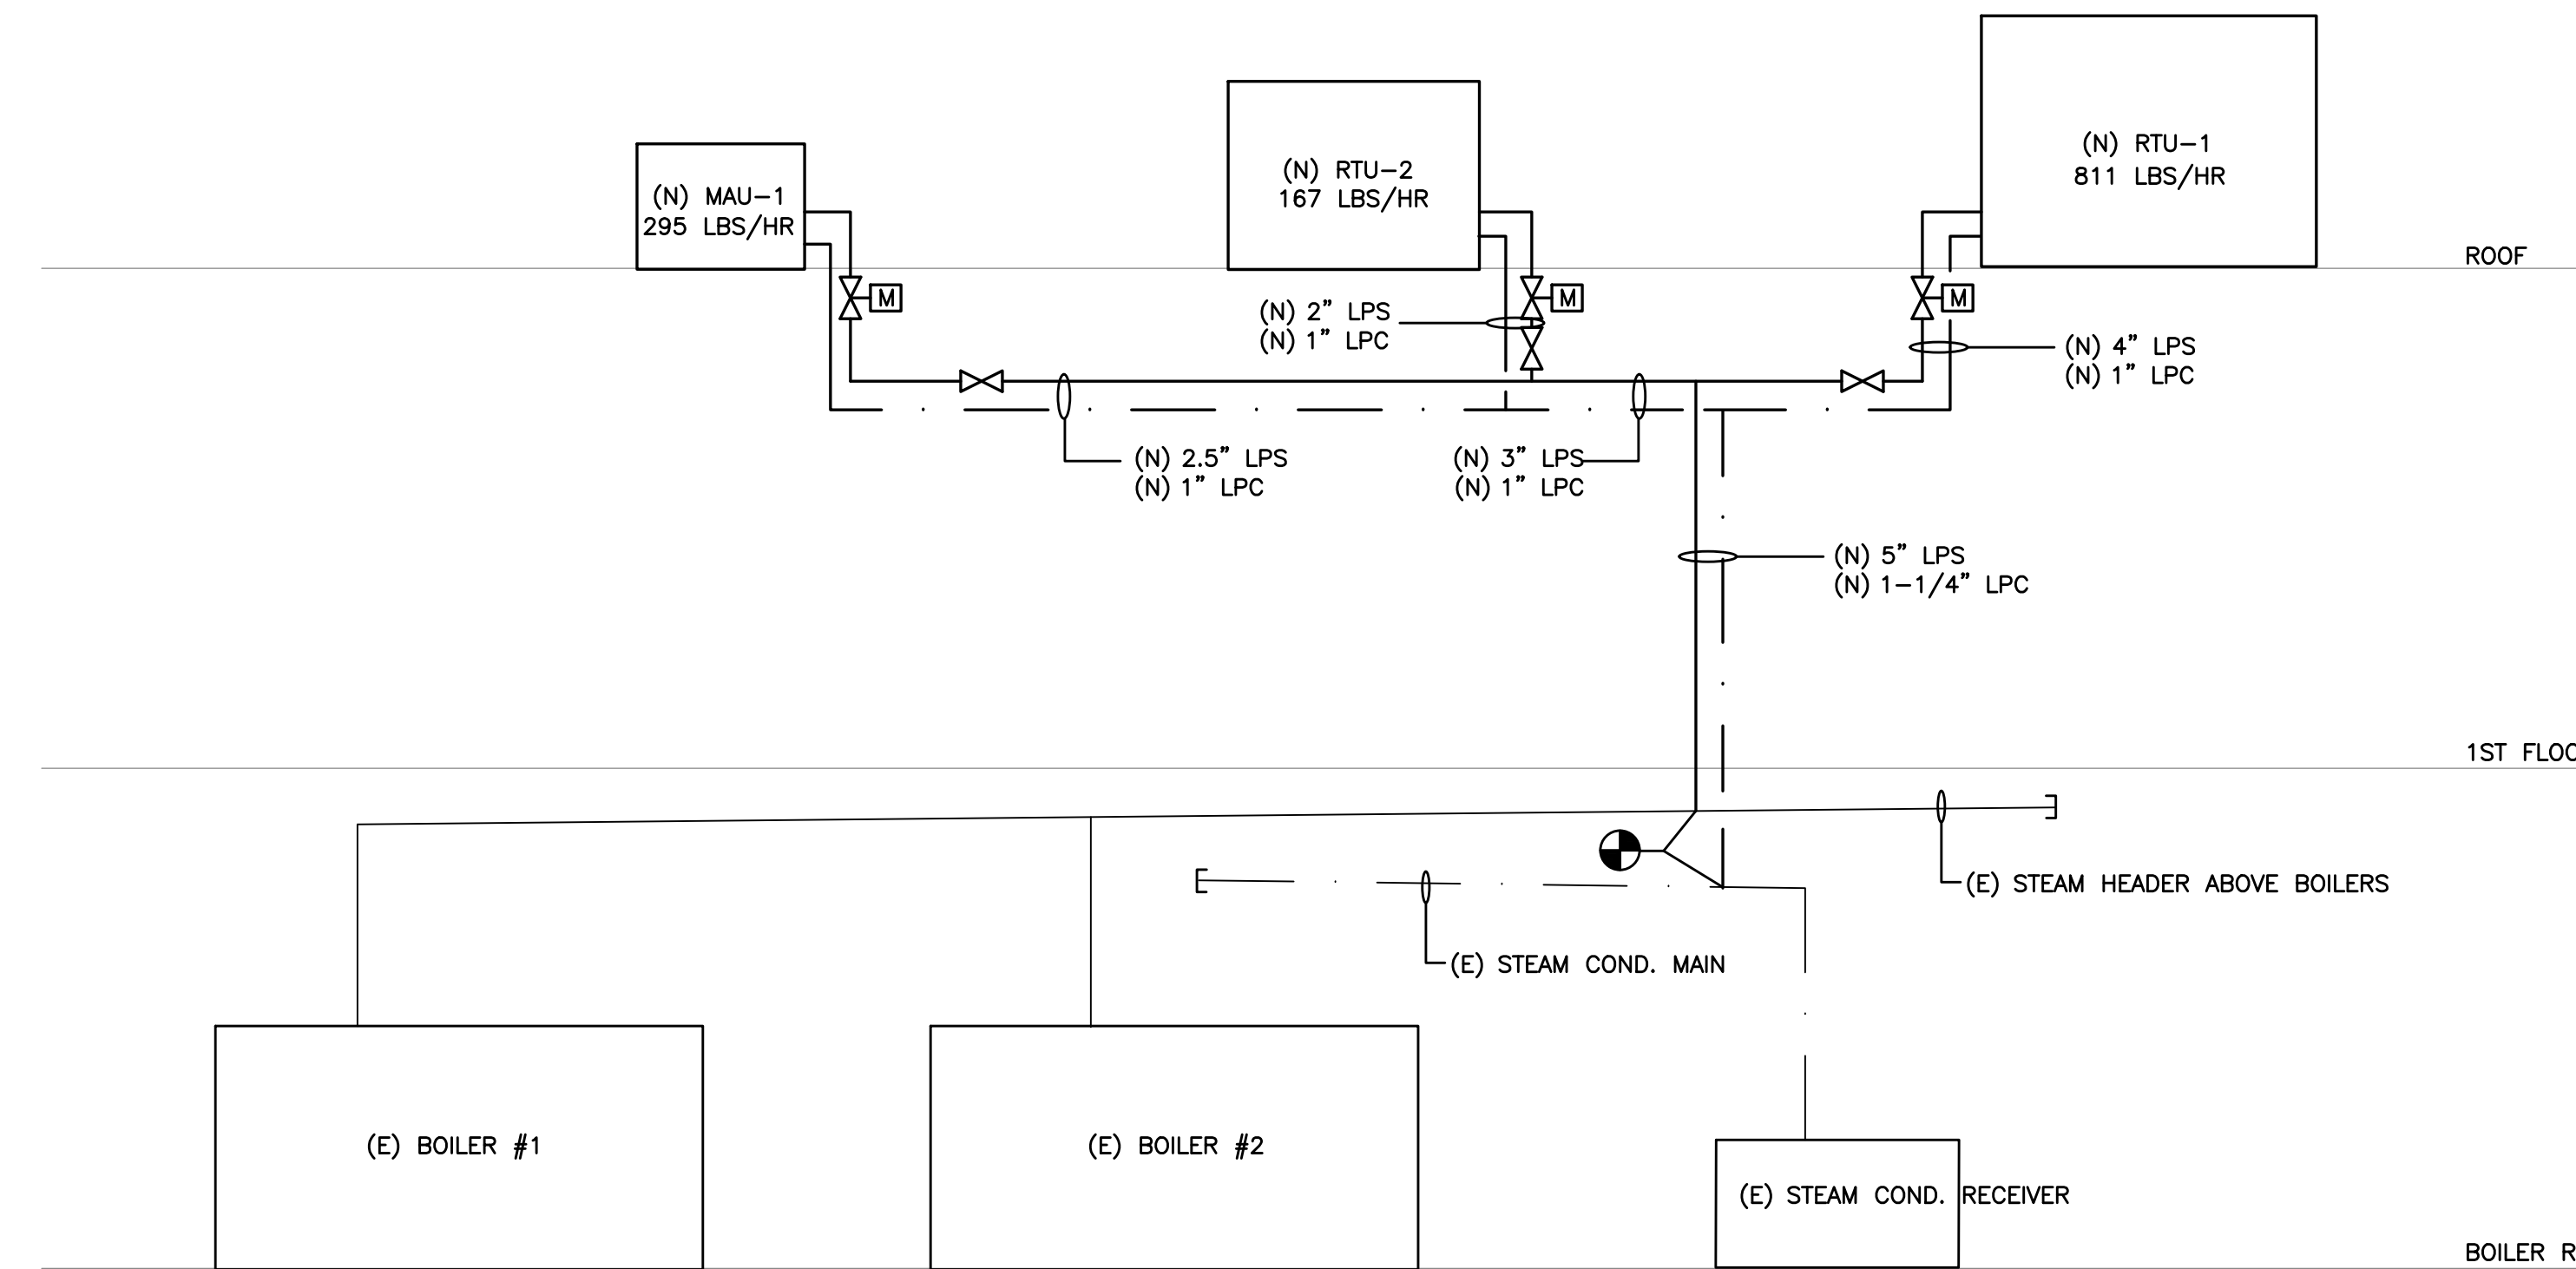 (N) RTU-1
811 LBS/HR
(N) RTU-2
167 LBS/HR
(N) MAU-1
295 LBS/HR
ROOF
M
M
M
(N) 2” LPS
(N) 1” LPC
(N) 4” LPS
(N) 1” LPC
(N) 2.5” LPS
(N) 1” LPC
(N) 3” LPS
(N) 1” LPC
(N) 5” LPS
(N) 1-1/4” LPC
1ST FLOO
(E) STEAM HEADER ABOVE BOILERS
(E) STEAM COND. MAIN
(E) BOILER #1
(E) BOILER #2
(E) STEAM COND. RECEIVER
BOILER R